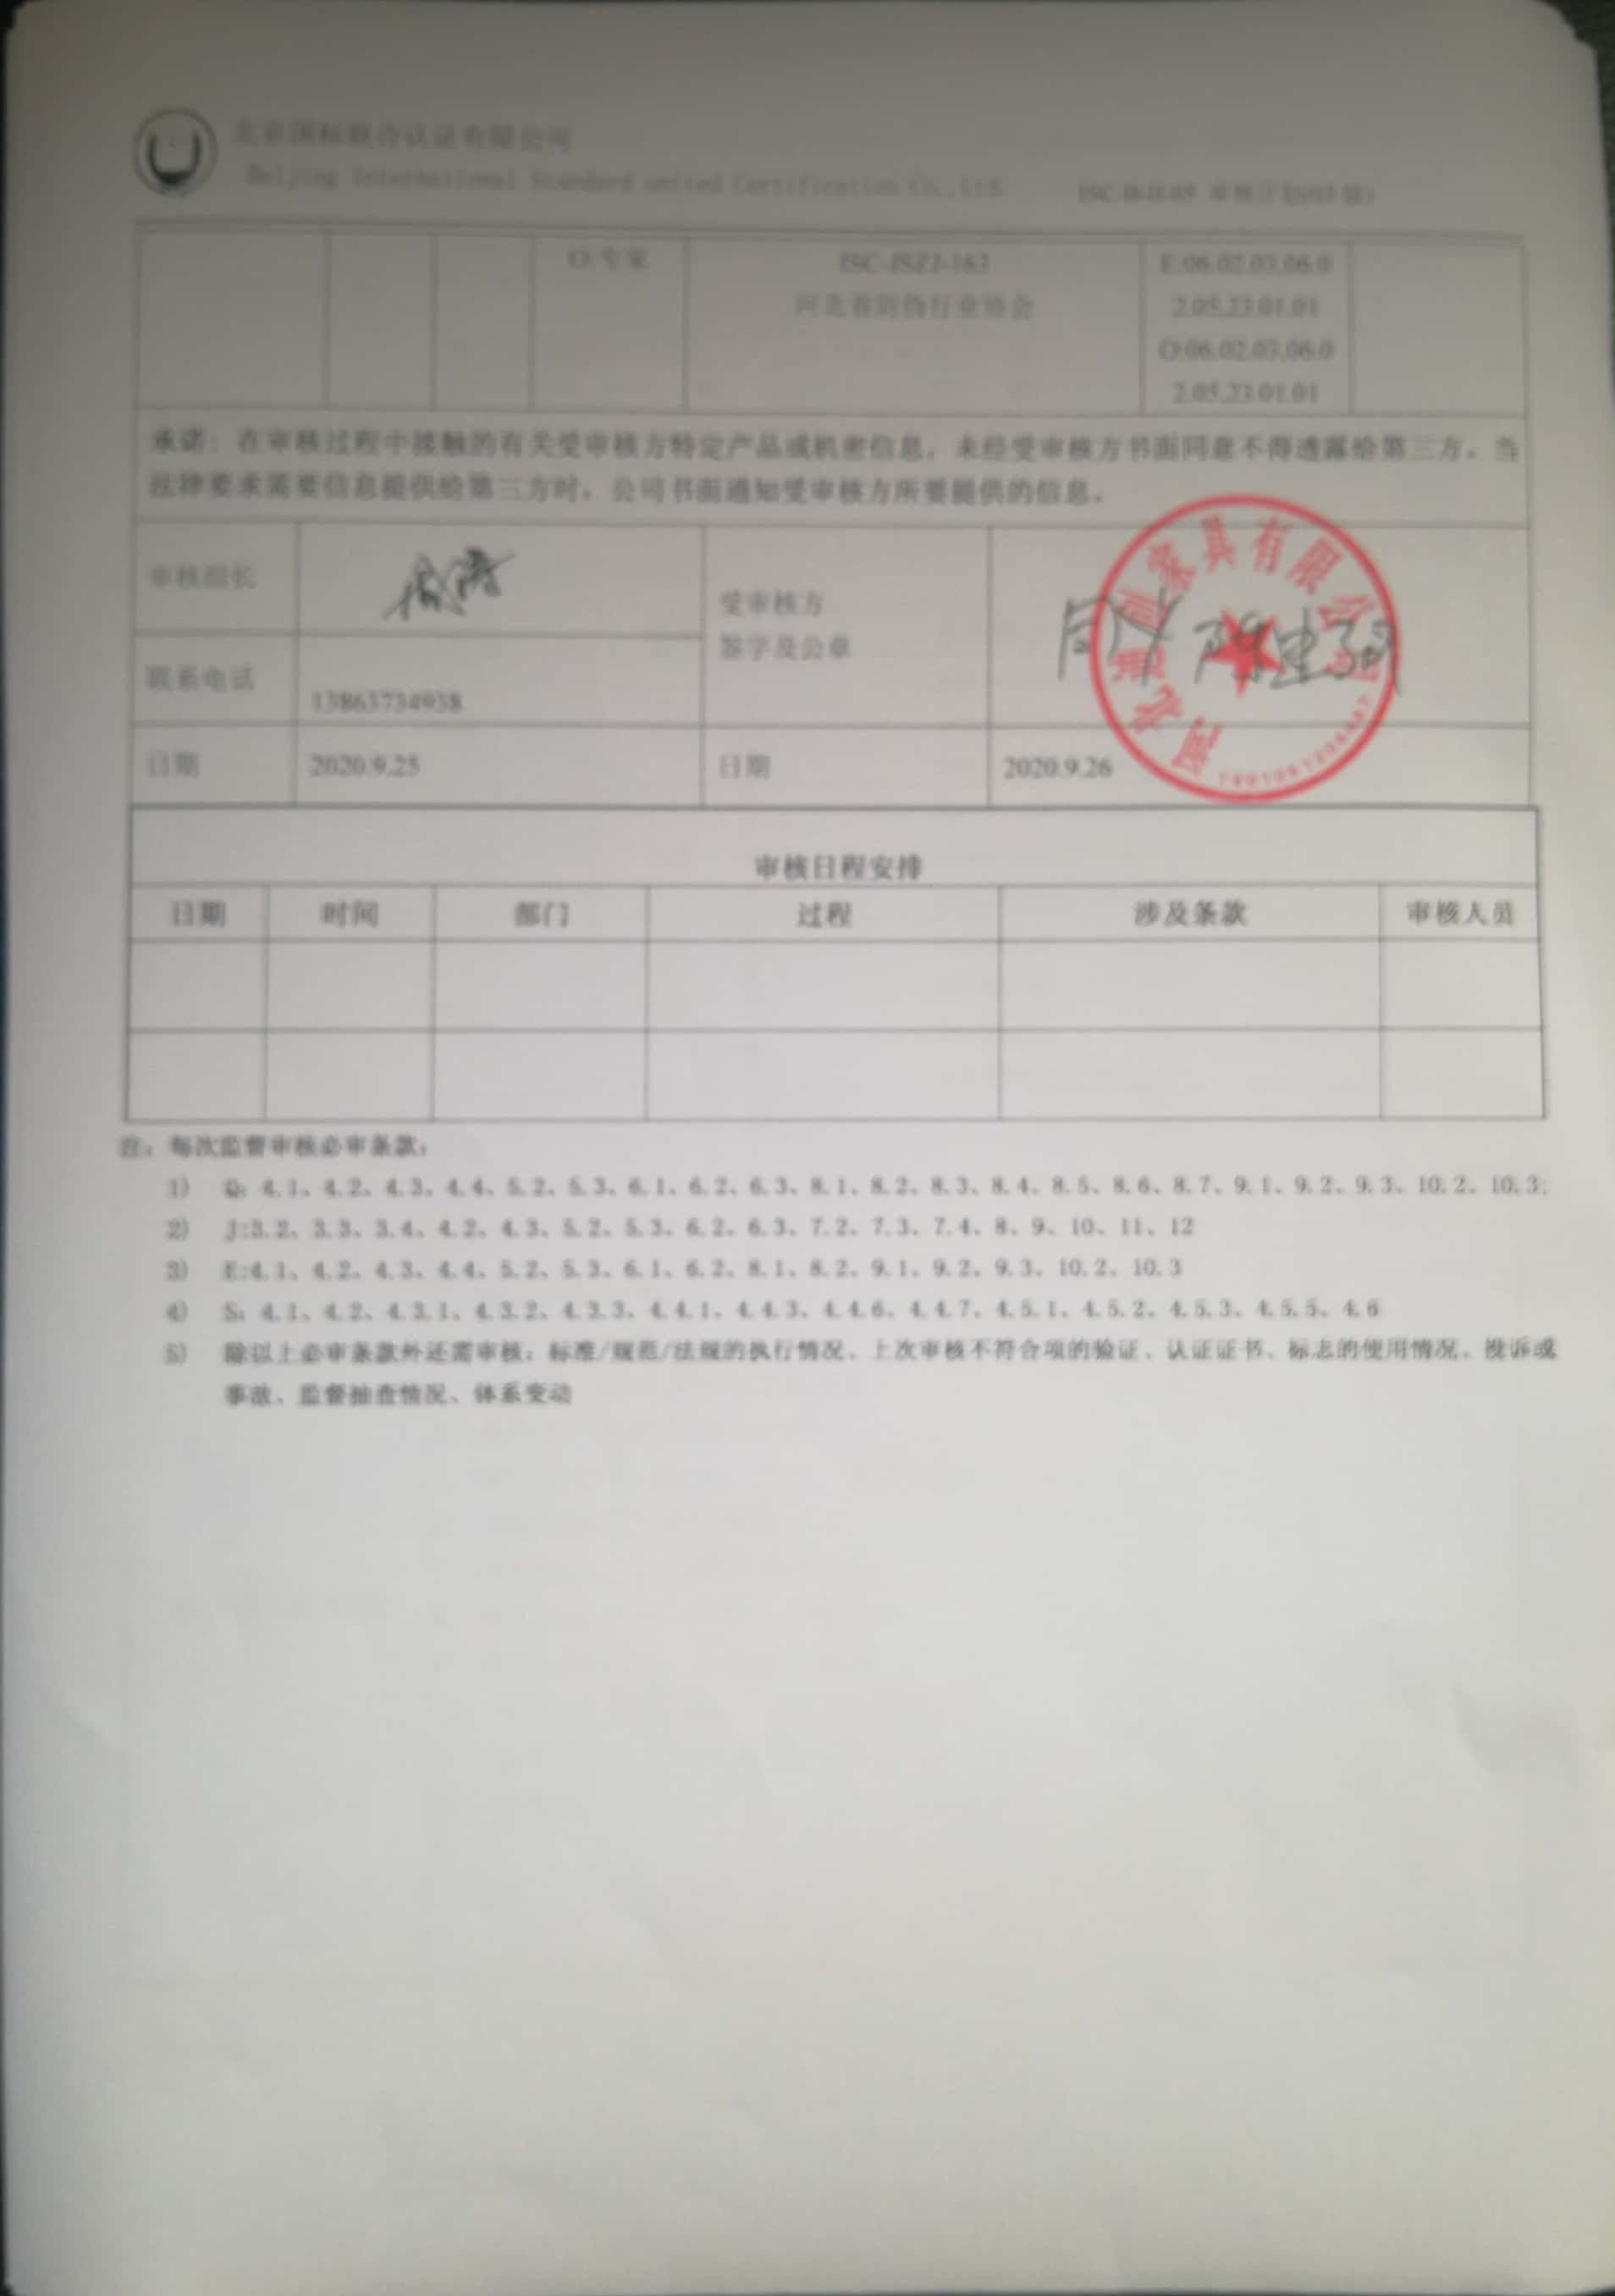 北京国标联合认证有限公司
Beijing International Standard united Certification Co.,Ltd.
ISC-B-II-05
O:专家
ISC-JSZJ-163
E:06.02.03,06.0
河北省防伪行业协会
2.05,23.01.01
O:06.02.03,06.0
2.05,23.01.01
承诺：在审核过程中接触的有关受审核方特定产品或机密信息，未经受审核方书面同意不得透露给第三方。当
法律要求需要信息提供给第三方时，公司书面通知受审核方所要提供的信息。
审核组长
受审核方
签字及公章
同意
家具有限公司
河北
联系电话
13863734938
日期 2020.9.25 日期 2020.9.26
审核日程安排
日期 时间 部门 过程 涉及条款 审核人员
注：每次监督审核必审条款：
1) Q: 4.1、4.2、4.3、4.4、5.2、5.3、6.1、6.2、6.3、8.1、8.2、8.3、8.4、8.5、8.6、8.7、9.1、9.2、9.3、10.2、10.3;
2) J:3.2、3.3、3.4、4.2、4.3、5.2、5.3、6.2、6.3、7.2、7.3、7.4、8、9、10、11、12
3) E:4.1、4.2、4.3、4.4、5.2、5.3、6.1、6.2、8.1、8.2、9.1、9.2、9.3、10.2、10.3
4) S: 4.1、4.2、4.3.1、4.3.2、4.3.3、4.4.1、4.4.3、4.4.6、4.4.7、4.5.1、4.5.2、4.5.3、4.5.5、4.6
5) 除以上必审条款外还需审核：标准/规范/法规的执行情况、上次审核不符合项的验证、认证证书、标志的使用情况、投诉或
事故、监督抽查情况、体系变动